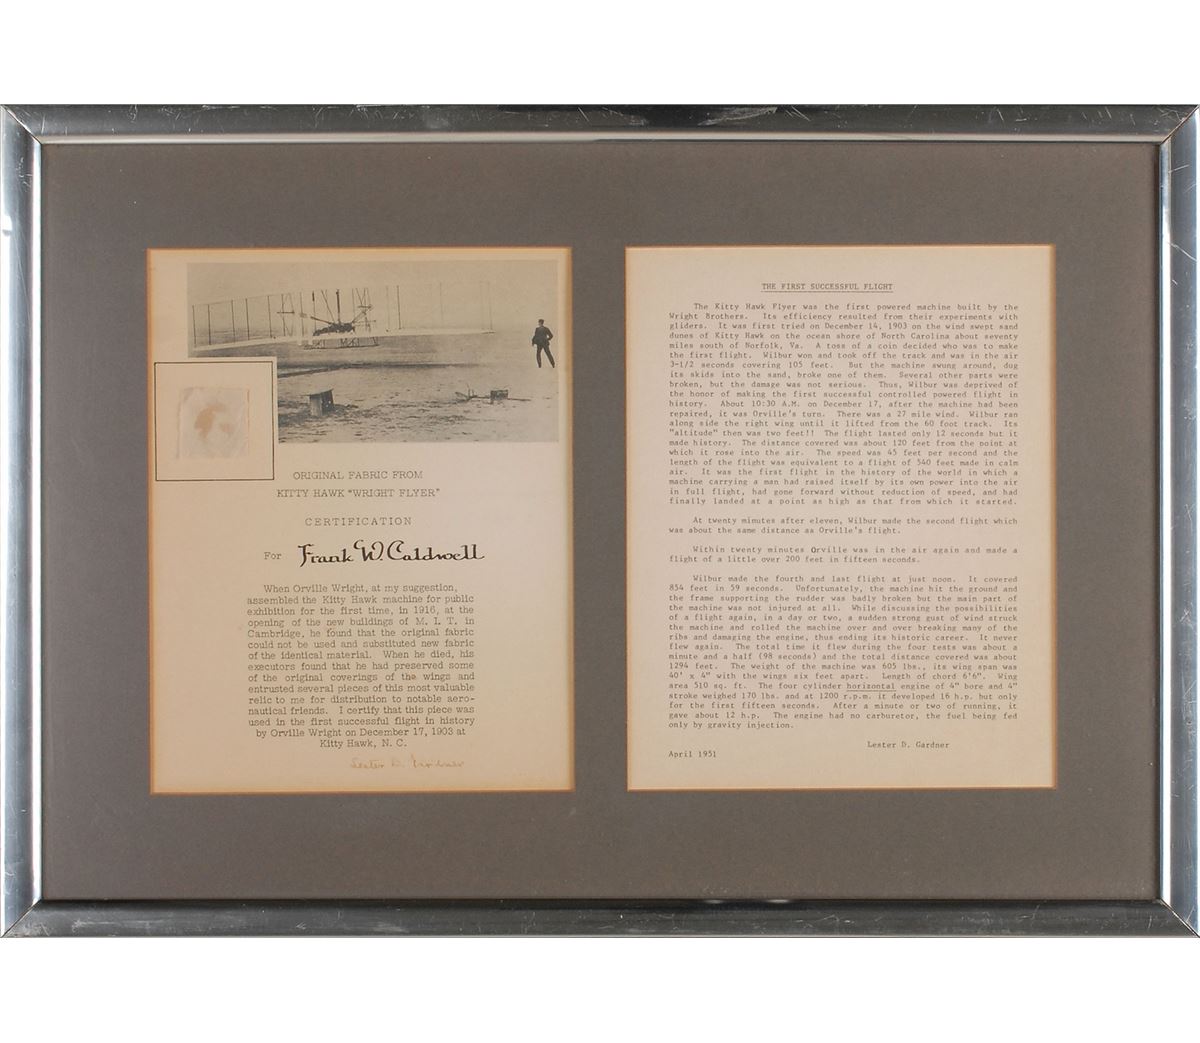 ORIGINAL FABRIC FROM
KITTY HAWK "WRIGHT FLYER"
CERTIFICATION
For Frank W. Caldwell
When Orville Wright, at my suggestion,
assembled the Kitty Hawk machine for public
exhibition for the first time, in 1916, at the
opening of the new buildings of M. I. T. in
Cambridge, he found that the original fabric
could not be used and substituted new fabric
of the identical material. When he died, his
executors found that he had preserved some
of the original coverings of the wings and
entrusted several pieces of this most valuable
relic to me for distribution to notable aero-
nautical friends. I certify that this piece was
used in the first successful flight in history
by Orville Wright on December 17, 1903 at
Kitty Hawk, N. C.
Lester D. Gardner
THE FIRST SUCCESSFUL FLIGHT
The Kitty Hawk Flyer was the first powered machine built by the
Wright Brothers. Its efficiency resulted from their experiments with
gliders. It was first tried on December 14, 1903 on the wind swept sand
dunes of Kitty Hawk on the ocean shore of North Carolina about seventy
miles south of Norfolk, Va. A toss of a coin decided who was to make
the first flight. Wilbur won and took off the track and was in the air
3-1/2 seconds covering 105 feet. But the machine swung around, dug
its skids into the sand, broke one of them. Several other parts were
broken, but the damage was not serious. Thus, Wilbur was deprived of
the honor of making the first successful controlled powered flight in
history. About 10:30 A.M. on December 17, after the machine had been
repaired, it was Orville's turn. There was a 27 mile wind. Wilbur ran
along side the right wing until it lifted from the 60 foot track. Its
"altitude" then was two feet!! The flight lasted only 12 seconds but it
made history. The distance covered was about 120 feet from the point at
which it rose into the air. The speed was 45 feet per second and the
length of the flight was equivalent to a flight of 540 feet made in calm
air. It was the first flight in the history of the world in which a
machine carrying a man had raised itself by its own power into the air
in full flight, had gone forward without reduction of speed, and had
finally landed at a point as high as that from which it started.
At twenty minutes after eleven, Wilbur made the second flight which
was about the same distance as Orville's flight.
Within twenty minutes Orville was in the air again and made a
flight of a little over 200 feet in fifteen seconds.
Wilbur made the fourth and last flight at just noon. It covered
854 feet in 59 seconds. Unfortunately, the machine hit the ground and
the frame supporting the rudder was badly broken but the main part of
the machine was not injured at all. While discussing the possibilities
of a flight again, in a day or two, a sudden strong gust of wind struck
the machine and rolled the machine over and over breaking many of the
ribs and damaging the engine, thus ending its historic career. It never
flew again. The total time it flew during the four tests was about a
minute and a half (98 seconds) and the total distance covered was about
1294 feet. The weight of the machine was 605 lbs., its wing span was
40' x 4" with the wings six feet apart. Length of chord 6'6". Wing
area 510 sq. ft. The four cylinder horizontal engine of 4" bore and 4"
stroke weighed 170 lbs. and at 1200 r.p.m. it developed 16 h.p. but only
for the first fifteen seconds. After a minute or two of running, it
gave about 12 h.p. The engine had no carburetor, the fuel being fed
only by gravity injection.
Lester D. Gardner
April 1951